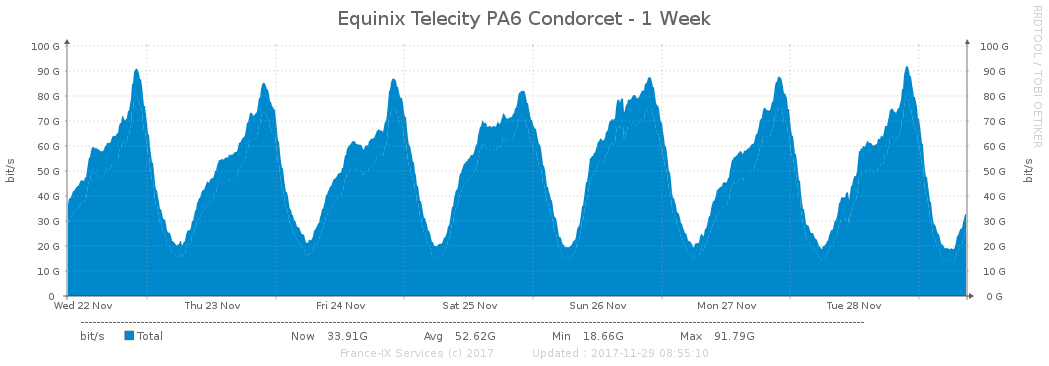 Equinix Telecity PA6 Condorcet - 1 Week
RRDTOOL / TOBI OETIKER
bit/s
100 G
90 G
80 G
70 G
60 G
50 G
40 G
30 G
20 G
10 G
0
100 G
90 G
80 G
70 G
60 G
50 G
40 G
30 G
20 G
10 G
0 G
bit/s
Wed 22 Nov Thu 23 Nov Fri 24 Nov Sat 25 Nov Sun 26 Nov Mon 27 Nov Tue 28 Nov
bit/s Total Now 33.91G Avg 52.62G Min 18.66G Max 91.79G
France-IX Services (c) 2017 Updated : 2017-11-29 08:55:10